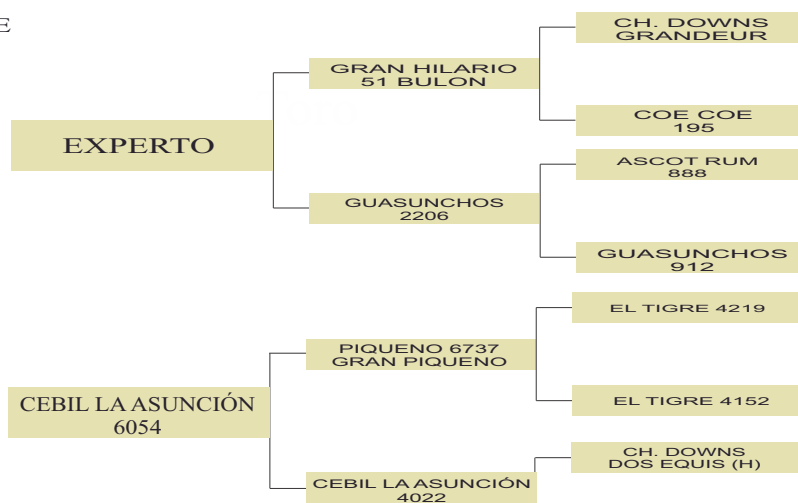 E
CH. DOWNS
GRANDEUR
GRAN HILARIO
51 BULON
COE COE
195
EXPERTO
ASCOT RUM
888
GUASUNCHOS
2206
GUASUNCHOS
912
EL TIGRE 4219
PIQUENO 6737
GRAN PIQUENO
CEBIL LA ASUNCIÓN
6054
EL TIGRE 4152
CH. DOWNS
DOS EQUIS (H)
CEBIL LA ASUNCIÓN
4022